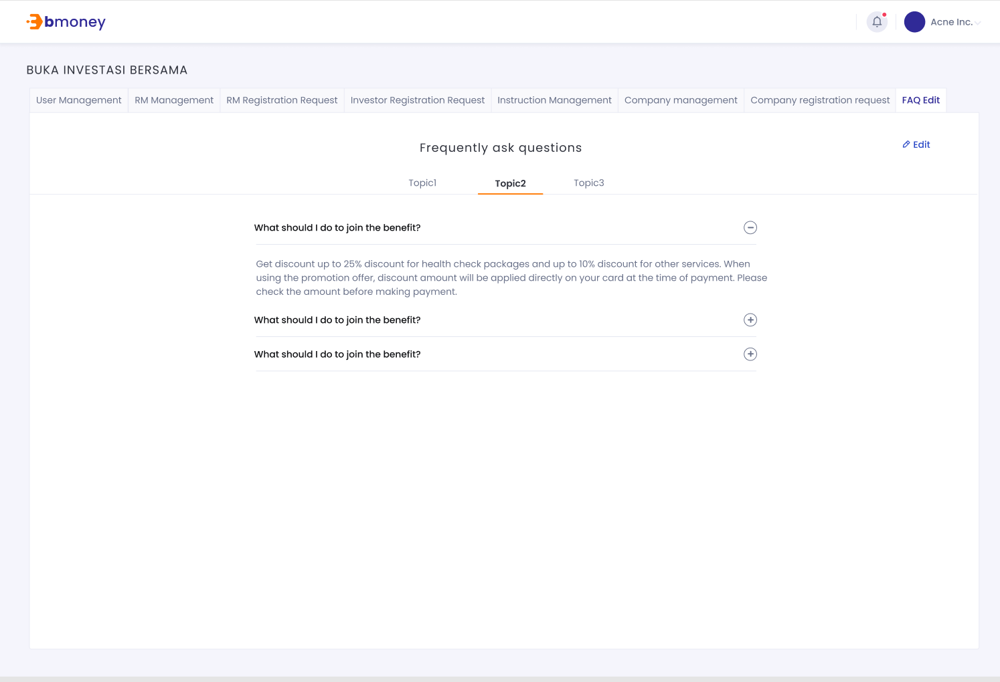 bmoney
Acne Inc.
BUKA INVESTASI BERSAMA
User Management RM Management RM Registration Request Investor Registration Request Instruction Management Company management Company registration request FAQ Edit
Frequently ask questions
Edit
Topic1 Topic2 Topic3
What should I do to join the benefit?
Get discount up to 25% discount for health check packages and up to 10% discount for other services. When
using the promotion offer, discount amount will be applied directly on your card at the time of payment. Please
check the amount before making payment.
What should I do to join the benefit?
What should I do to join the benefit?